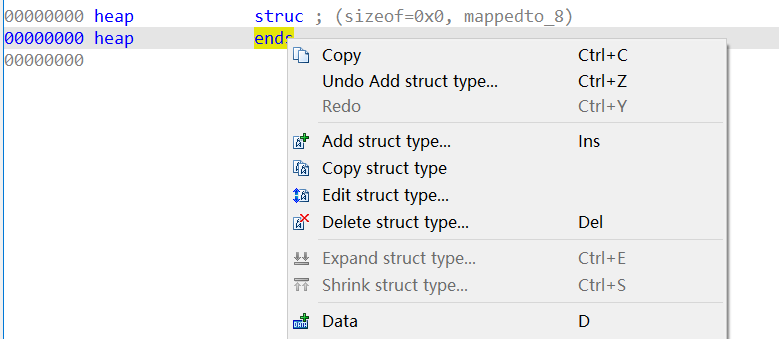 00000000 heap struc ; (sizeof=0x0, mappedto_8)
00000000 heap ends
00000000
Copy Ctrl+C
Undo Add struct type... Ctrl+Z
Redo Ctrl+Y
Add struct type... Ins
Copy struct type
Edit struct type...
Delete struct type... Del
Expand struct type... Ctrl+E
Shrink struct type... Ctrl+S
Data D